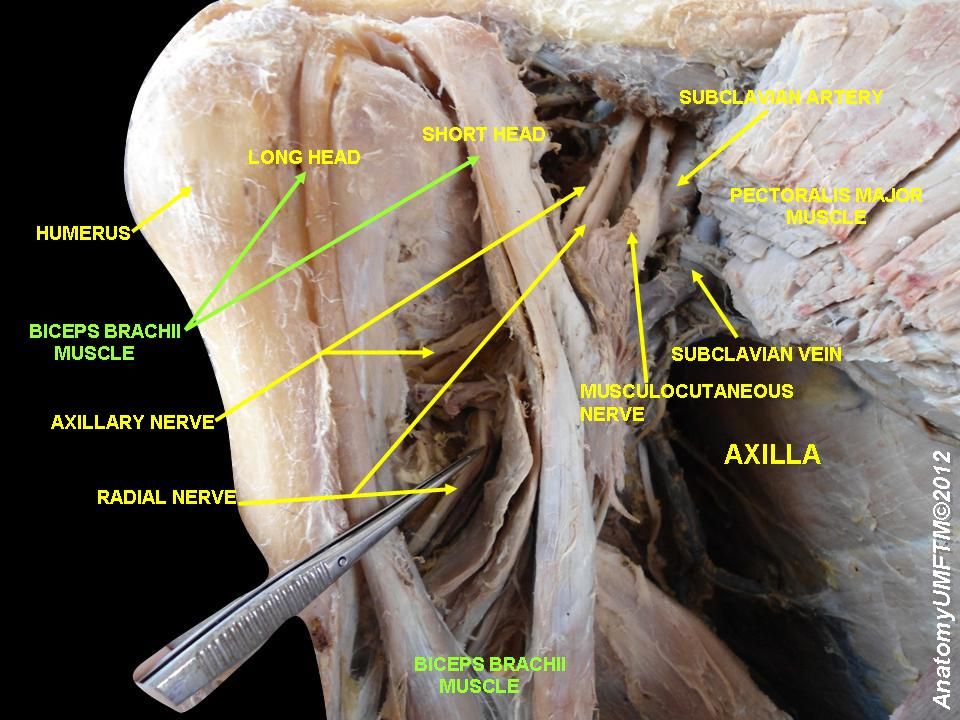 SUBCLAVIAN ARTERY
SHORT HEAD
LONG HEAD
PECTORALIS MAJOR
MUSCLE
HUMERUS
BICEPS BRACHII
MUSCLE
SUBCLAVIAN VEIN
MUSCULOCUTANEOUS
NERVE
AXILLARY NERVE
AXILLA
RADIAL NERVE
BICEPS BRACHII
MUSCLE
AnatomyUMFTM©2012